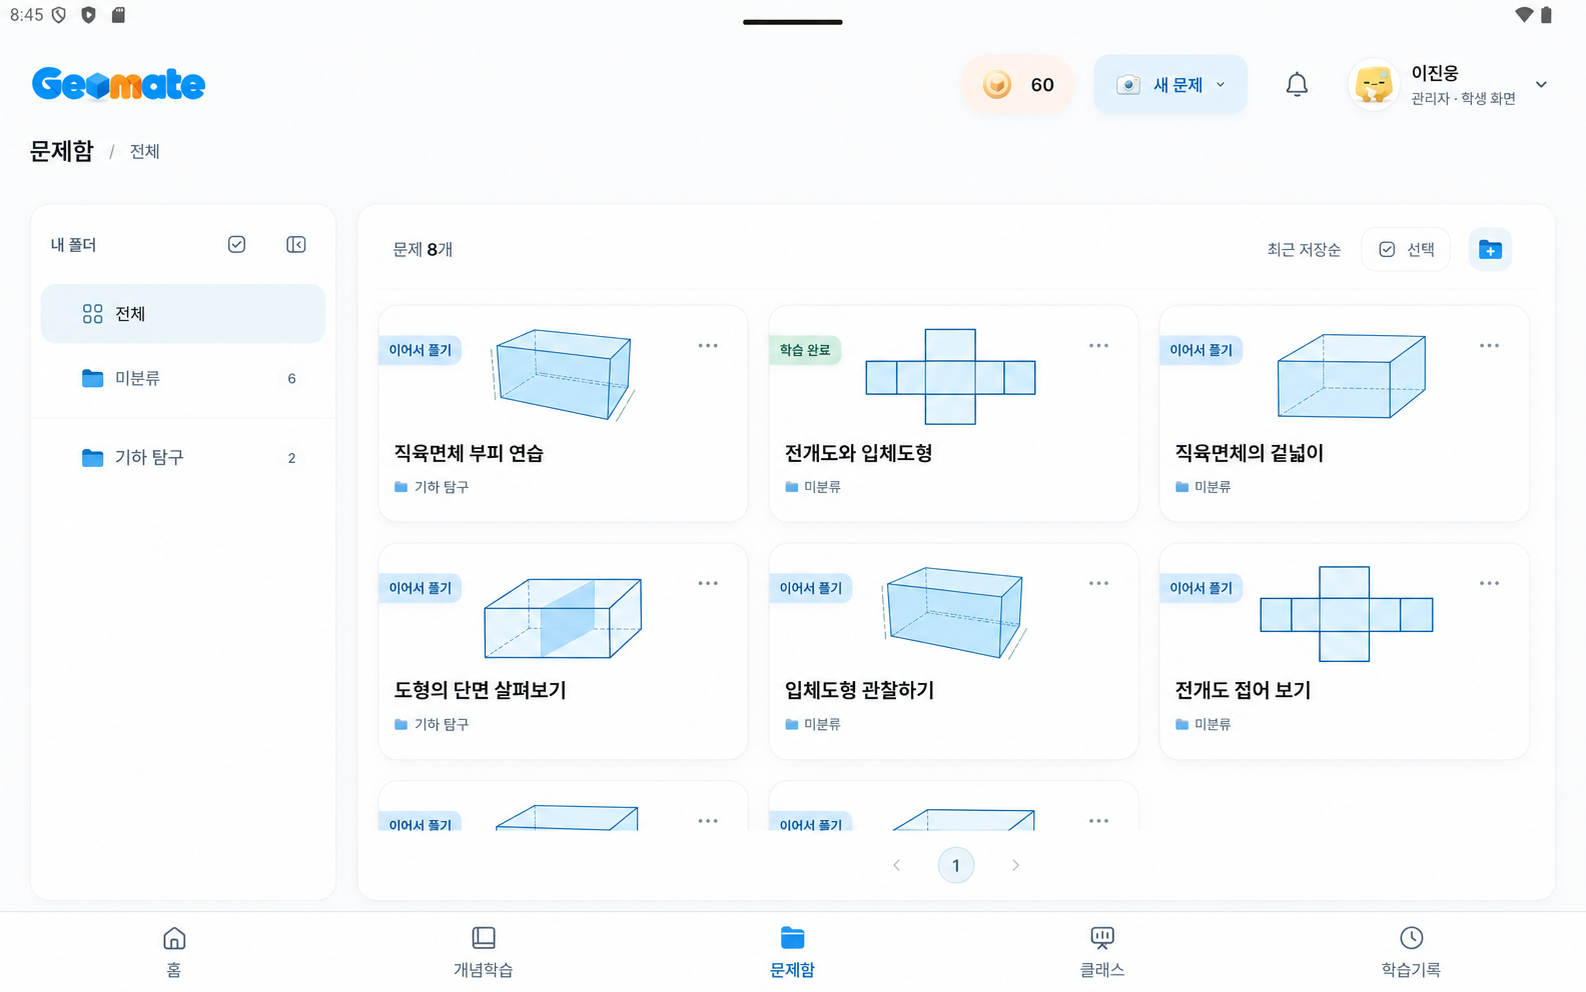 8:45
Geomate
60
새 문제
이진웅
관리자 · 학생 화면
문제함 / 전체
내 폴더
전체
미분류 6
기하 탐구 2
문제 8개
최근 저장순
선택
이어서 풀기
직육면체 부피 연습
기하 탐구
학습 완료
전개도와 입체도형
미분류
이어서 풀기
직육면체의 겉넓이
미분류
이어서 풀기
도형의 단면 살펴보기
기하 탐구
이어서 풀기
입체도형 관찰하기
미분류
이어서 풀기
전개도 접어 보기
미분류
이어서 풀기
이어서 풀기
1
홈
개념학습
문제함
클래스
학습기록